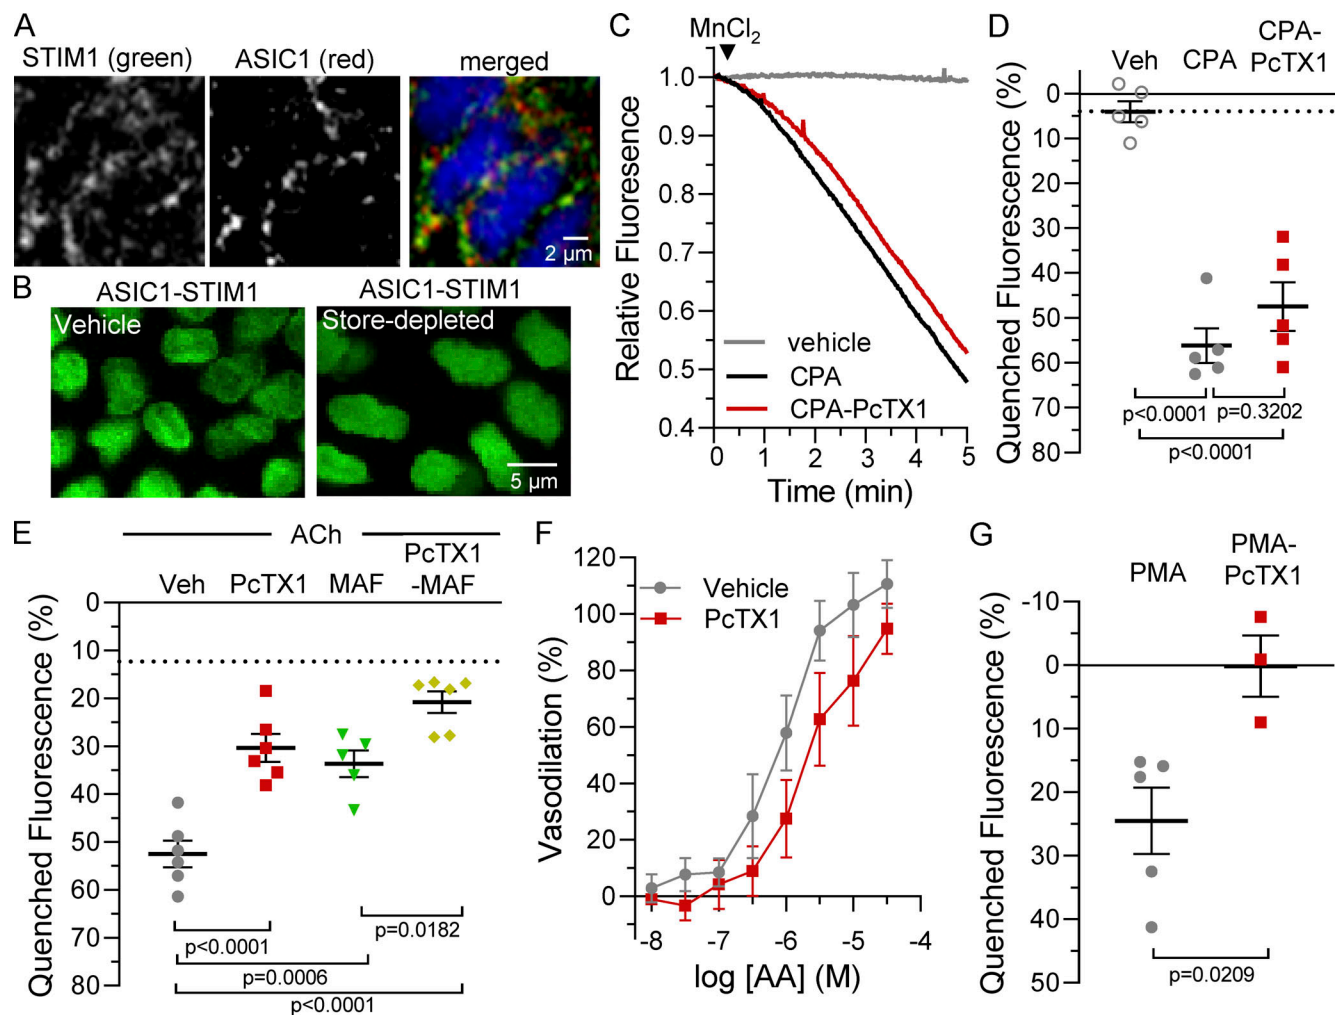 A
STIM1 (green)
ASIC1 (red)
merged
2 µm
B
ASIC1-STIM1
Vehicle
ASIC1-STIM1
Store-depleted
5 µm
C
MnCl2
Relative Fluoresence
1.0
0.9
0.8
0.7
0.6
0.5
0.4
vehicle
CPA
CPA-PcTX1
0 1 2 3 4 5
Time (min)
D
Veh
CPA
CPA-
PcTX1
Quenched Fluorescence (%)
0
10
20
30
40
50
60
70
80
p<0.0001
p=0.3202
p<0.0001
E
ACh
Veh
PcTX1
MAF
PcTX1
-MAF
Quenched Fluorescence (%)
0
10
20
30
40
50
60
70
80
p<0.0001
p=0.0182
p=0.0006
p<0.0001
F
Vasodilation (%)
120
100
80
60
40
20
0
Vehicle
PcTX1
-8 -7 -6 -5 -4
log [AA] (M)
G
PMA
PMA-
PcTX1
Quenched Fluorescence (%)
-10
0
10
20
30
40
50
p=0.0209